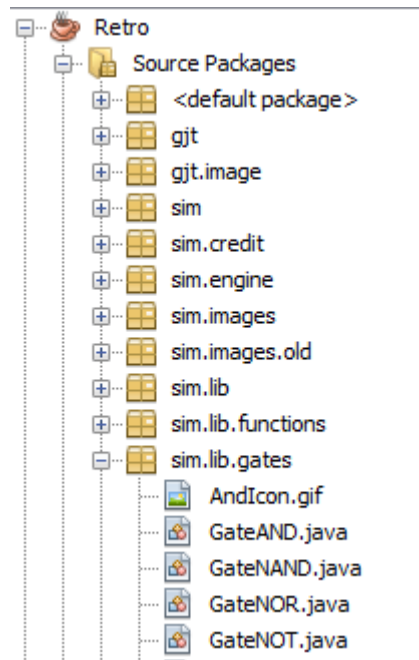 Retro
Source Packages
<default package>
gjt
gjt.image
sim
sim.credit
sim.engine
sim.images
sim.images.old
sim.lib
sim.lib.functions
sim.lib.gates
AndIcon.gif
GateAND.java
GateNAND.java
GateNOR.java
GateNOT.java